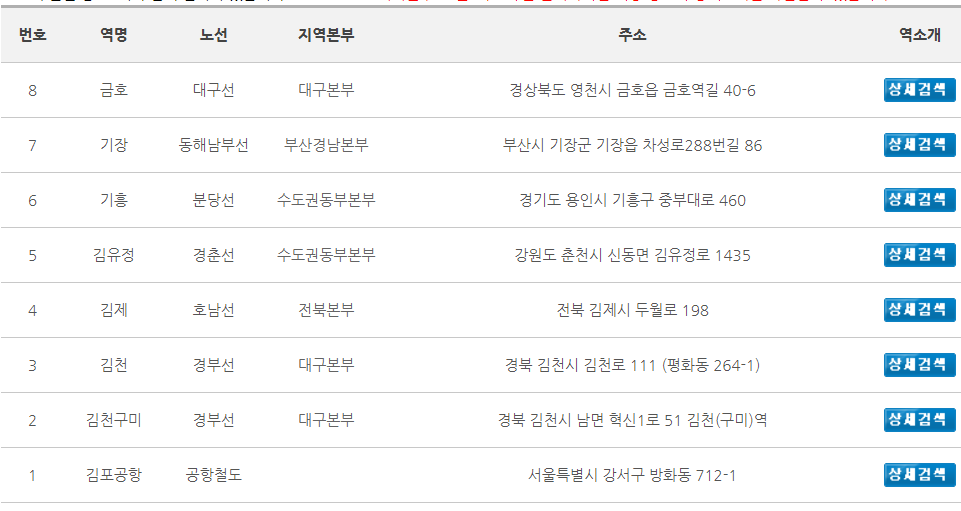 번호 역명 노선 지역본부 주소 역소개
8 금호 대구선 대구본부 경상북도 영천시 금호읍 금호역길 40-6 상세검색
7 기장 동해남부선 부산경남본부 부산시 기장군 기장읍 차성로288번길 86 상세검색
6 기흥 분당선 수도권동부본부 경기도 용인시 기흥구 중부대로 460 상세검색
5 김유정 경춘선 수도권동부본부 강원도 춘천시 신동면 김유정로 1435 상세검색
4 김제 호남선 전북본부 전북 김제시 두월로 198 상세검색
3 김천 경부선 대구본부 경북 김천시 김천로 111 (평화동 264-1) 상세검색
2 김천구미 경부선 대구본부 경북 김천시 남면 혁신1로 51 김천(구미)역 상세검색
1 김포공항 공항철도 서울특별시 강서구 방화동 712-1 상세검색